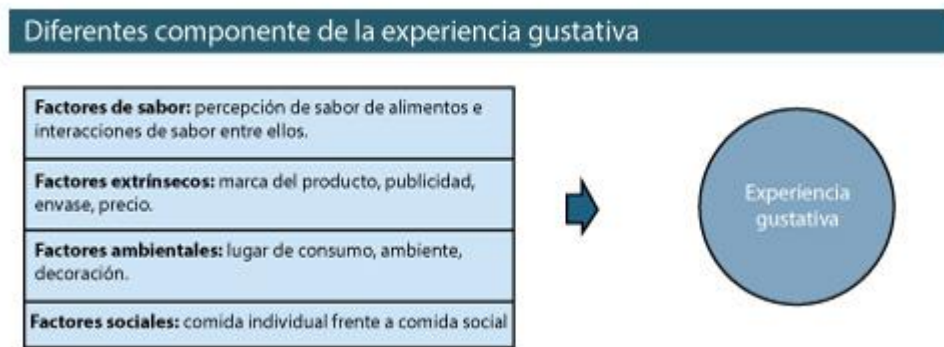 Diferentes componente de la experiencia gustativa
Factores de sabor: percepción de sabor de alimentos e
interacciones de sabor entre ellos.
Factores extrínsecos: marca del producto, publicidad,
envase, precio.
Factores ambientales: lugar de consumo, ambiente,
decoración.
Factores sociales: comida individual frente a comida social
Experiencia
gustativa